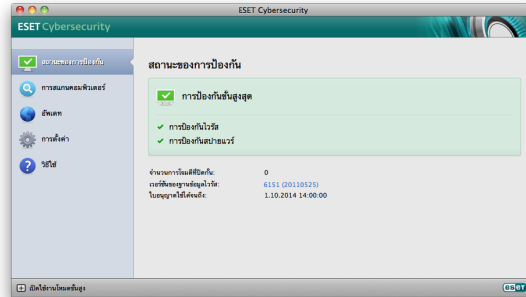 ESET Cybersecurity
ESET Cybersecurity
สถานะของการป้องกัน
การสแกนคอมพิวเตอร์
อัพเดท
การตั้งค่า
วิธีใช้
สถานะของการป้องกัน
การป้องกันขั้นสูงสุด
การป้องกันไวรัส
การป้องกันสปายแวร์
จำนวนการโจมตีที่ปิดกั้น: 0
เวอร์ชันของฐานข้อมูลไวรัส: 6151 (20110525)
ใบอนุญาตใช้ได้จนถึง: 1.10.2014 14:00:00
เปิดใช้งานโหมดขั้นสูง
eset